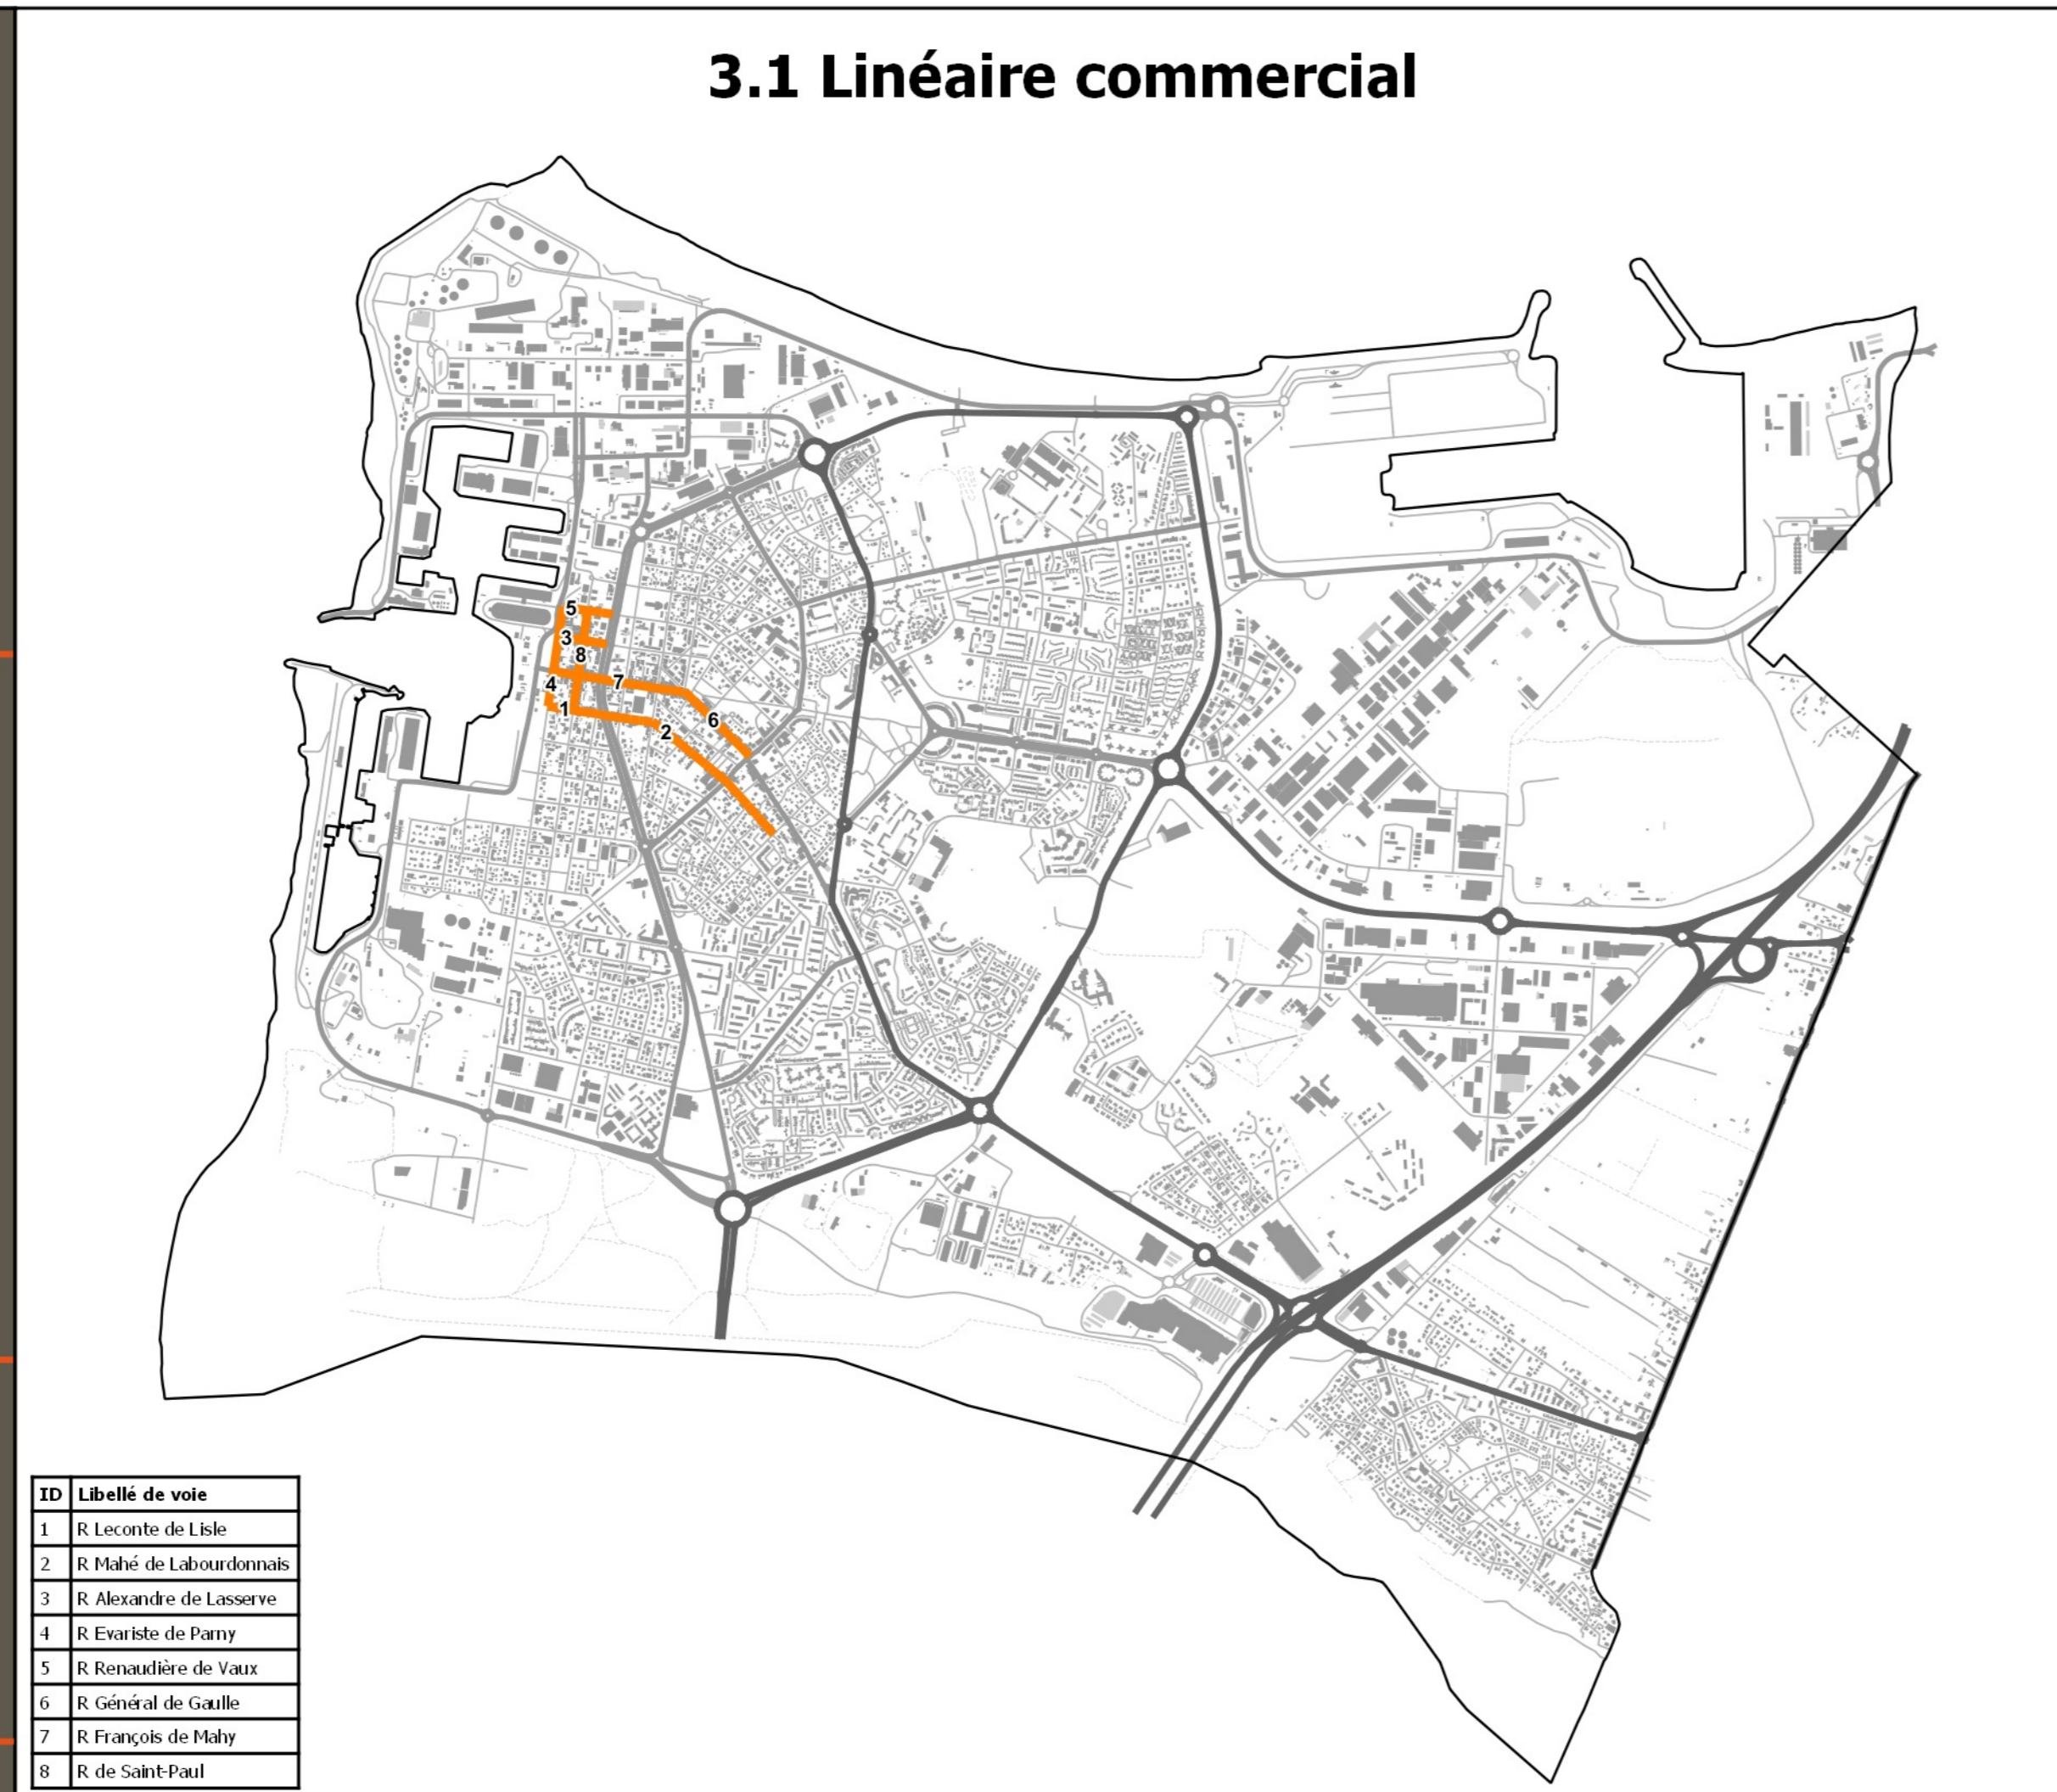 3.1 Linéaire commercial
5
3
8
4
7
1
6
2
ID Libellé de voie
1 R Leconte de Lisle
2 R Mahé de Labourdonnais
3 R Alexandre de Lasserve
4 R Evariste de Parny
5 R Renaudière de Vaux
6 R Général de Gaulle
7 R François de Mahy
8 R de Saint-Paul